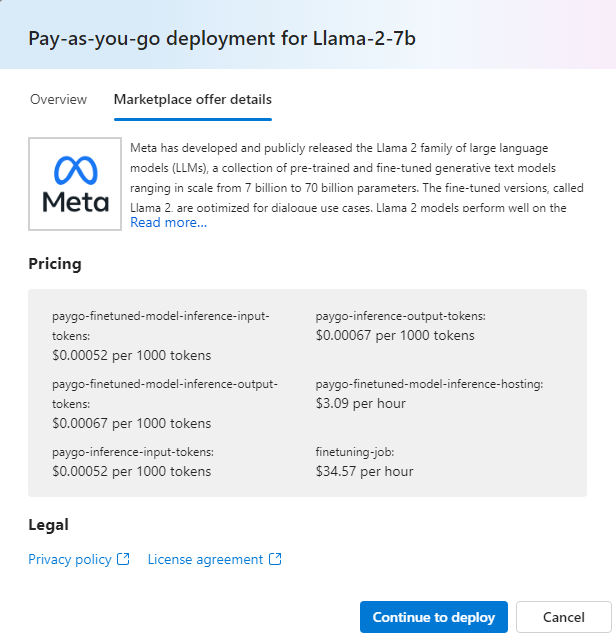 Pay-as-you-go deployment for Llama-2-7b
Overview
Marketplace offer details
Meta
Meta has developed and publicly released the Llama 2 family of large language
models (LLMs), a collection of pre-trained and fine-tuned generative text models
ranging in scale from 7 billion to 70 billion parameters. The fine-tuned versions, called
Llama 2, are optimized for dialogue use cases. Llama 2 models perform well on the
Read more...
Pricing
paygo-finetuned-model-inference-input-
tokens:
$0.00052 per 1000 tokens
paygo-inference-output-tokens:
$0.00067 per 1000 tokens
paygo-finetuned-model-inference-output-
tokens:
$0.00067 per 1000 tokens
paygo-finetuned-model-inference-hosting:
$3.09 per hour
paygo-inference-input-tokens:
$0.00052 per 1000 tokens
finetuning-job:
$34.57 per hour
Legal
Privacy policy
License agreement
Continue to deploy
Cancel